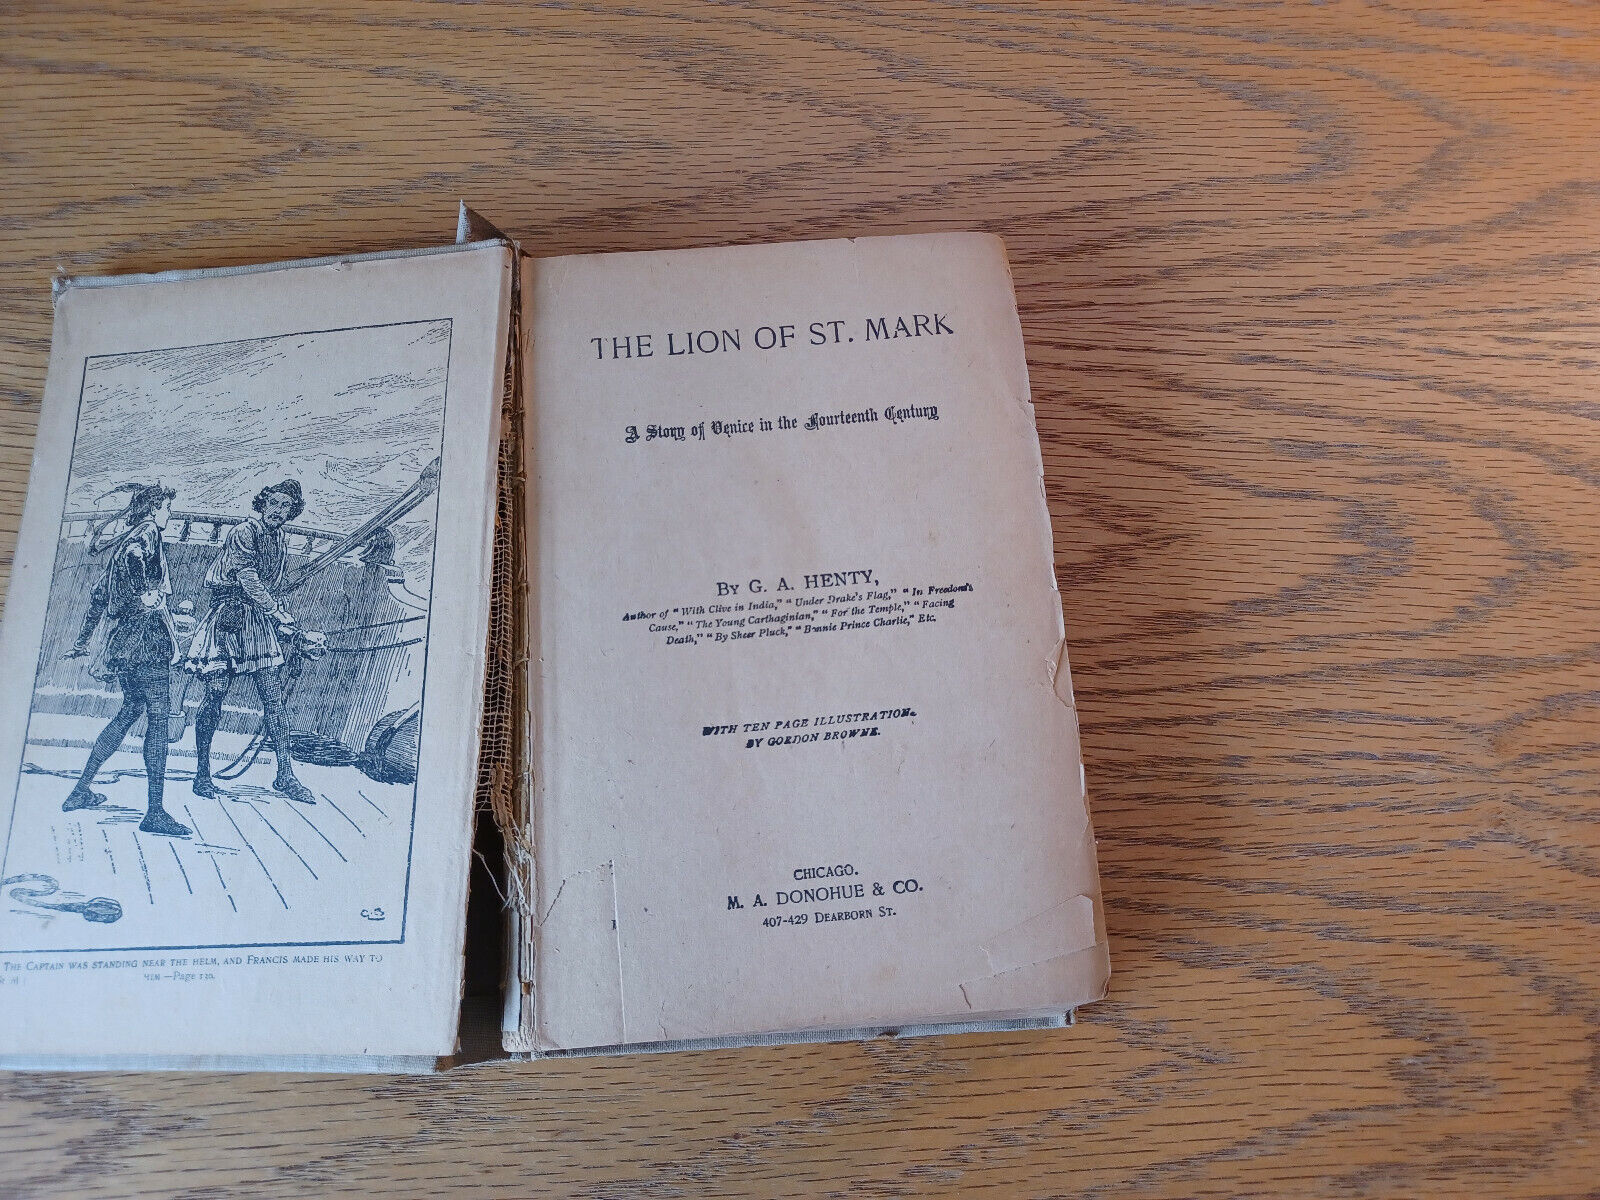 THE CAPTAIN WAS STANDING NEAR THE HELM, AND FRANCIS MADE HIS WAY TO
HIM—Page 120.
G.B
THE LION OF ST. MARK
A Story of Venice in the Fourteenth Century
BY G. A. HENTY,
Author of "With Clive in India," "Under Drake's Flag," "In Freedom's
Cause," "The Young Carthaginian," "For the Temple," "Facing
Death," "By Sheer Pluck," "Bonnie Prince Charlie," Etc.
WITH TEN PAGE ILLUSTRATIONS
BY GORDON BROWNE.
CHICAGO.
M. A. DONOHUE & CO.
407-429 DEARBORN ST.